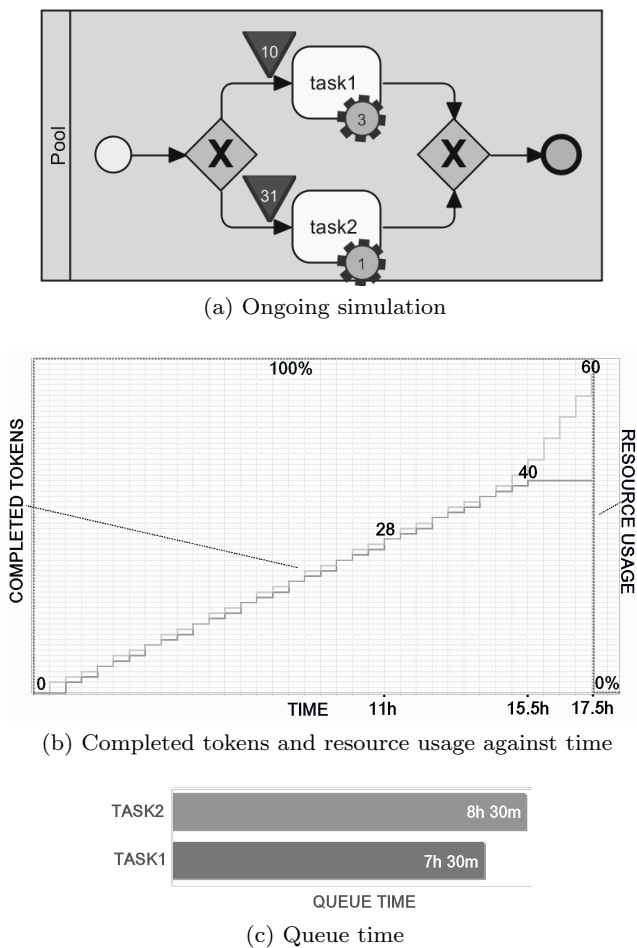 10
task1
3
Pool
X
X
31
task2
1
(a) Ongoing simulation
100%
60
COMPLETED TOKENS
RESOURCE USAGE
40
28
0
0%
TIME
11h
15.5h
17.5h
(b) Completed tokens and resource usage against time
TASK2
8h 30m
TASK1
7h 30m
QUEUE TIME
(c) Queue time